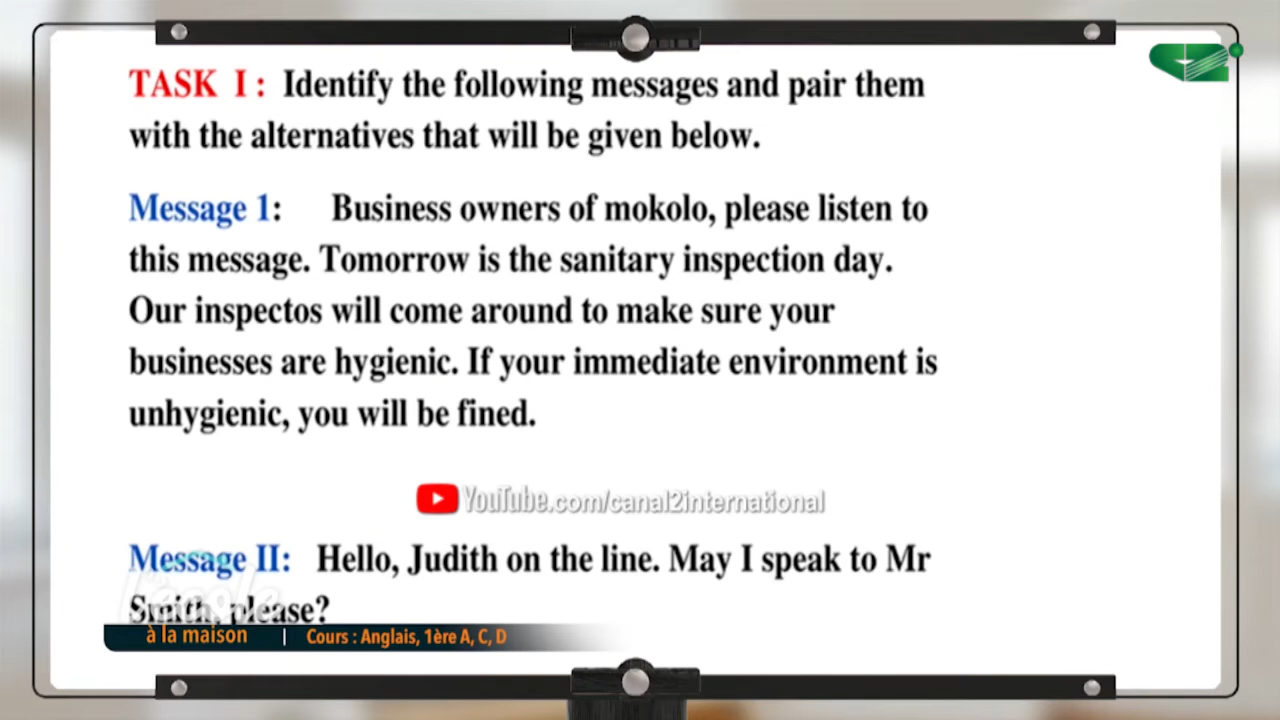 TASK I: Identify the following messages and pair them
with the alternatives that will be given below.
Message 1: Business owners of mokolo, please listen to
this message. Tomorrow is the sanitary inspection day.
Our inspectos will come around to make sure your
businesses are hygienic. If your immediate environment is
unhygienic, you will be fined.
YouTube.com/canal2international
Message II: Hello, Judith on the line. May I speak to Mr
Smith, please?
l'école
à la maison | Cours : Anglais, 1ère A, C, D